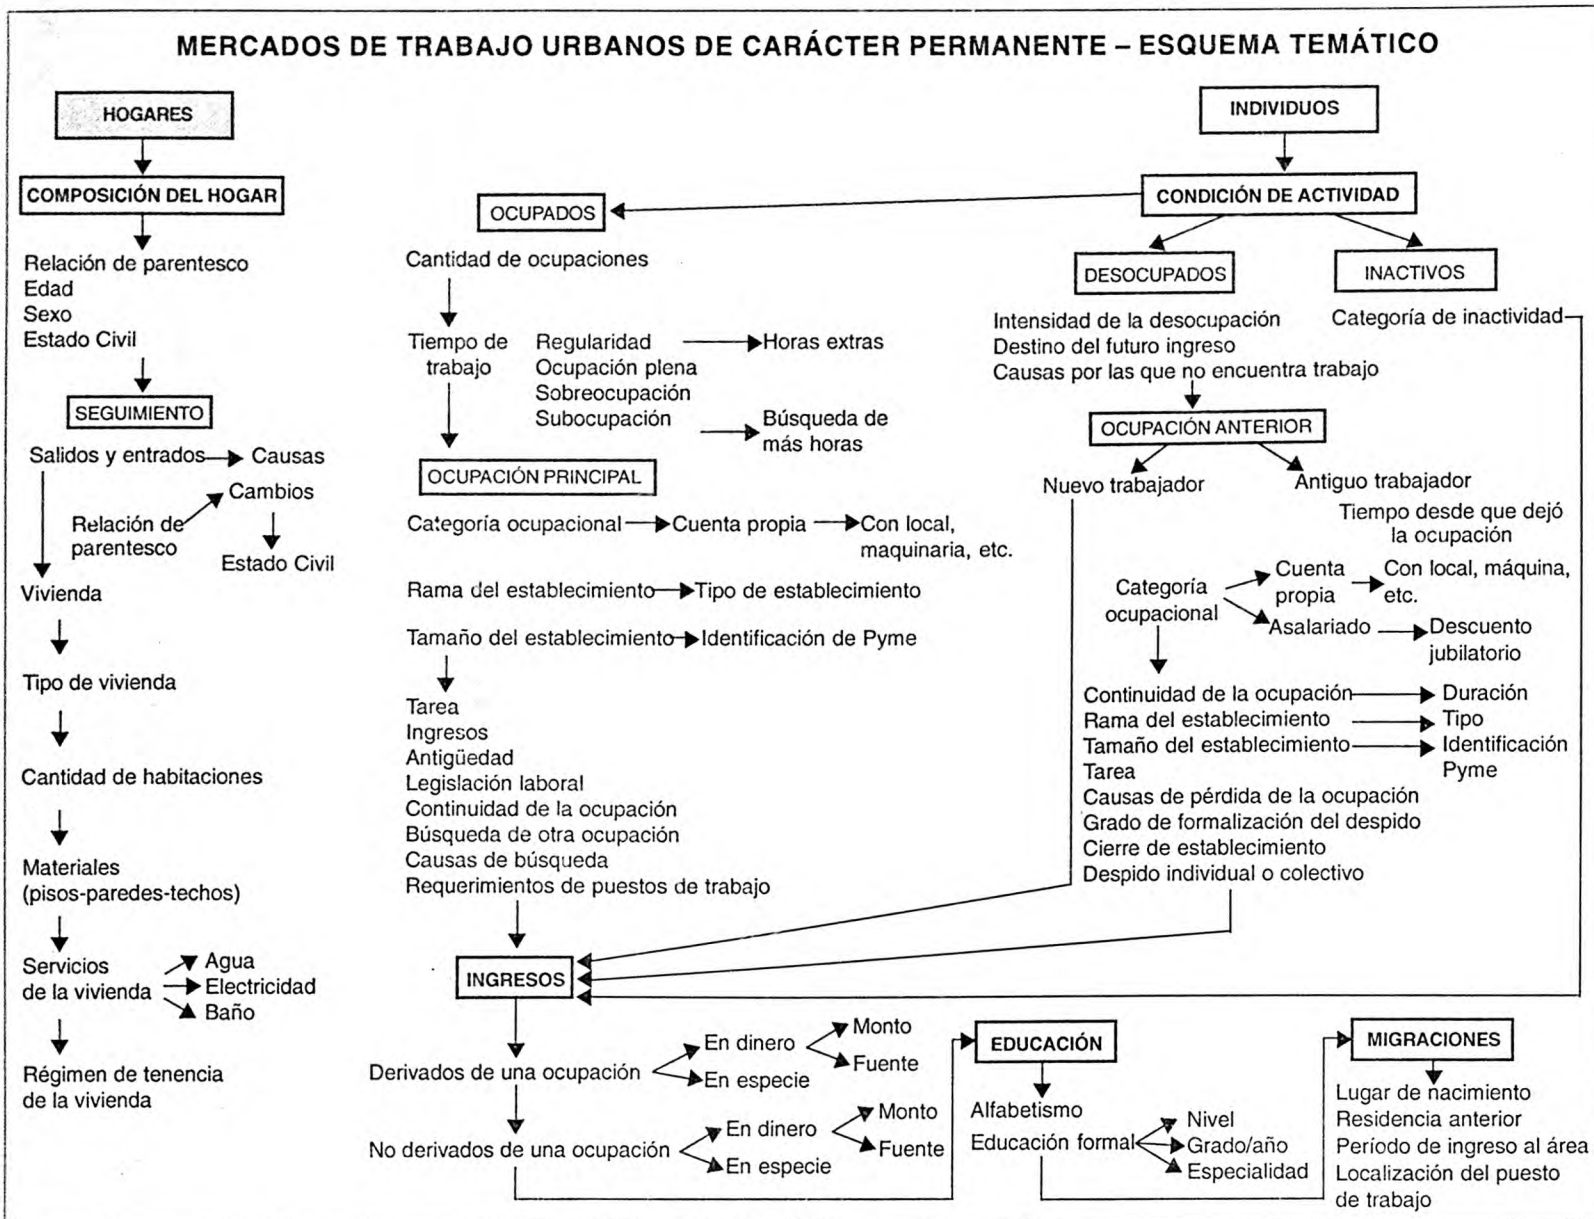 MERCADOS DE TRABAJO URBANOS DE CARÁCTER PERMANENTE – ESQUEMA TEMÁTICO
HOGARES
COMPOSICIÓN DEL HOGAR
Relación de parentesco
Edad
Sexo
Estado Civil
SEGUIMIENTO
Salidos y entrados
Causas
Cambios
Relación de
parentesco
Estado Civil
Vivienda
Tipo de vivienda
Cantidad de habitaciones
Materiales
(pisos-paredes-techos)
Servicios
de la vivienda
Agua
Electricidad
Baño
Régimen de tenencia
de la vivienda
INDIVIDUOS
CONDICIÓN DE ACTIVIDAD
OCUPADOS
Cantidad de ocupaciones
Tiempo de
trabajo
Regularidad
Ocupación plena
Sobreocupación
Subocupación
Horas extras
Búsqueda de
más horas
OCUPACIÓN PRINCIPAL
Categoría ocupacional
Cuenta propia
Con local,
maquinaria, etc.
Rama del establecimiento
Tipo de establecimiento
Tamaño del establecimiento
Identificación de Pyme
Tarea
Ingresos
Antigüedad
Legislación laboral
Continuidad de la ocupación
Búsqueda de otra ocupación
Causas de búsqueda
Requerimientos de puestos de trabajo
DESOCUPADOS
Intensidad de la desocupación
Destino del futuro ingreso
Causas por las que no encuentra trabajo
OCUPACIÓN ANTERIOR
Nuevo trabajador
Antiguo trabajador
Tiempo desde que dejó
la ocupación
Categoría
ocupacional
Cuenta
propia
Con local, máquina,
etc.
Asalariado
Descuento
jubilatorio
Continuidad de la ocupación
Duración
Rama del establecimiento
Tipo
Tamaño del establecimiento
Identificación
Pyme
Tarea
Causas de pérdida de la ocupación
Grado de formalización del despido
Cierre de establecimiento
Despido individual o colectivo
INACTIVOS
Categoría de inactividad
INGRESOS
Derivados de una ocupación
En dinero
Monto
Fuente
En especie
No derivados de una ocupación
En dinero
Monto
Fuente
En especie
EDUCACIÓN
Alfabetismo
Educación formal
Nivel
Grado/año
Especialidad
MIGRACIONES
Lugar de nacimiento
Residencia anterior
Período de ingreso al área
Localización del puesto
de trabajo